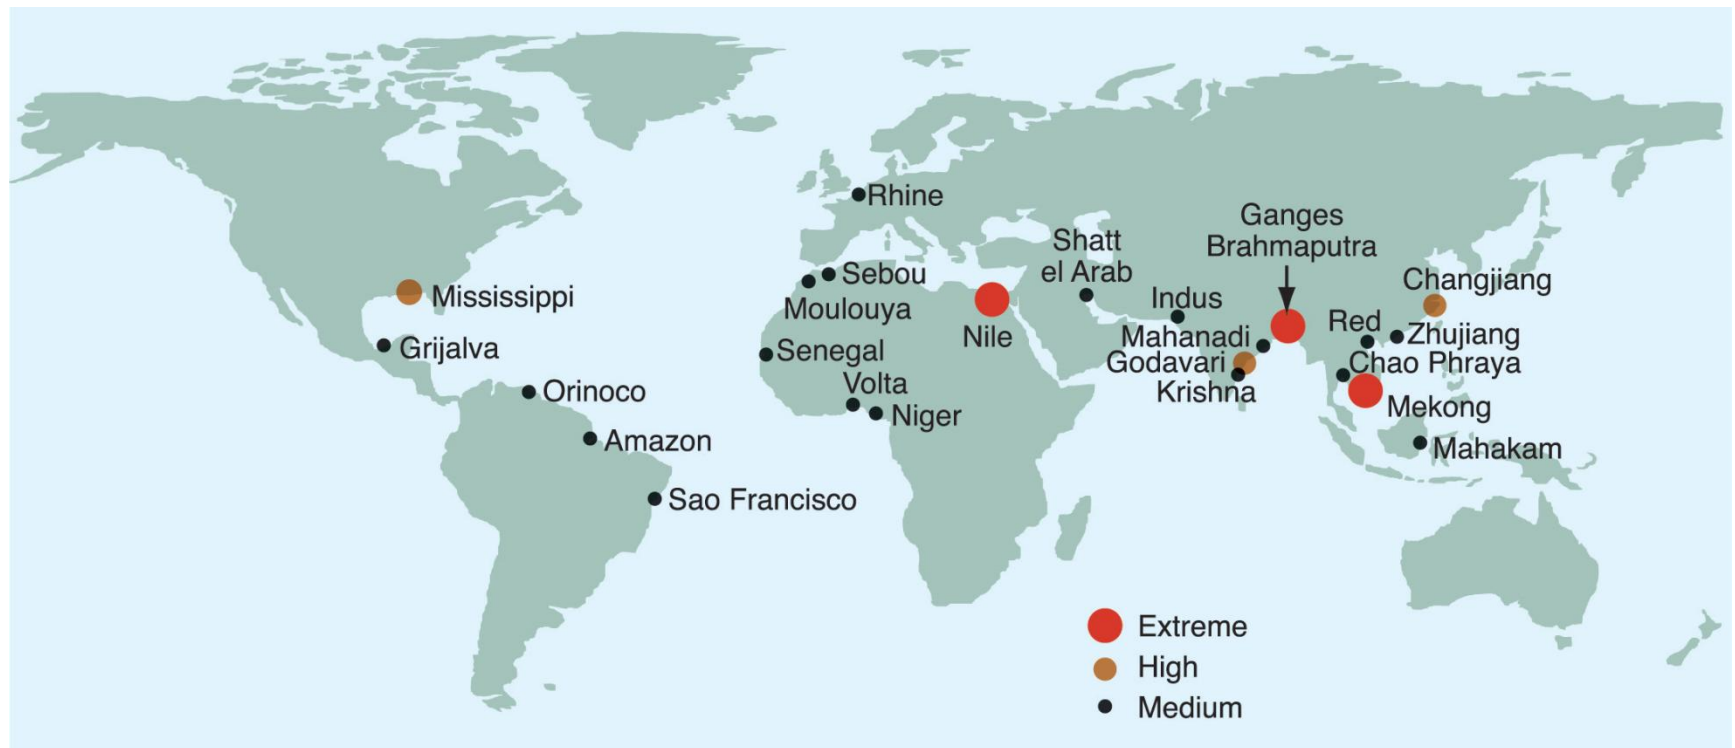 Rhine
Ganges
Brahmaputra
Shatt
el Arab
Sebou
Changjiang
Mississippi
Moulouya
Indus
Nile
Red
Zhujiang
Mahanadi
Grijalva
Senegal
Godavari
Chao Phraya
Volta
Krishna
Orinoco
Niger
Mekong
Amazon
Mahakam
Sao Francisco
Extreme
High
Medium